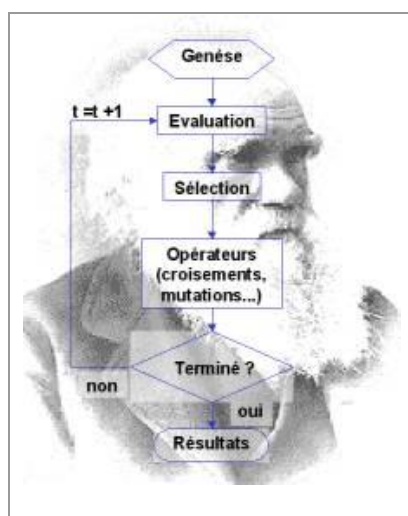 Genése
t =t +1
Evaluation
Sélection
Opérateurs
(croisements,
mutations...)
Terminé ?
non
oui
Résultats